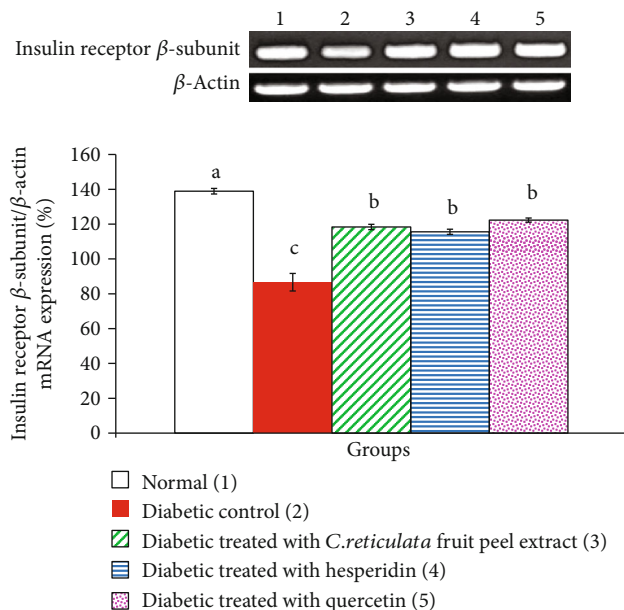 1 2 3 4 5
Insulin receptor β-subunit
β-Actin
160
140
120
100
80
60
40
20
0
Insulin receptor β-subunit/β-actin
mRNA expression (%)
a
c
b
b
b
Groups
Normal (1)
Diabetic control (2)
Diabetic treated with C.reticulata fruit peel extract (3)
Diabetic treated with hesperidin (4)
Diabetic treated with quercetin (5)